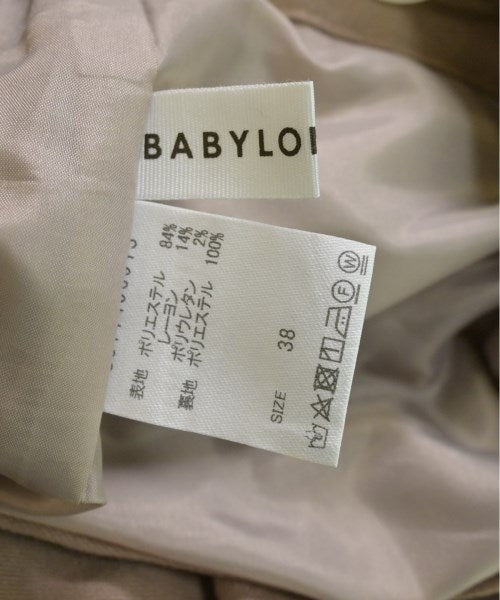 BABYLO
表地 ポリエステル 84%
レーヨン 14%
ポリウレタン 2%
裏地 ポリエステル 100%
SIZE 38
F
W